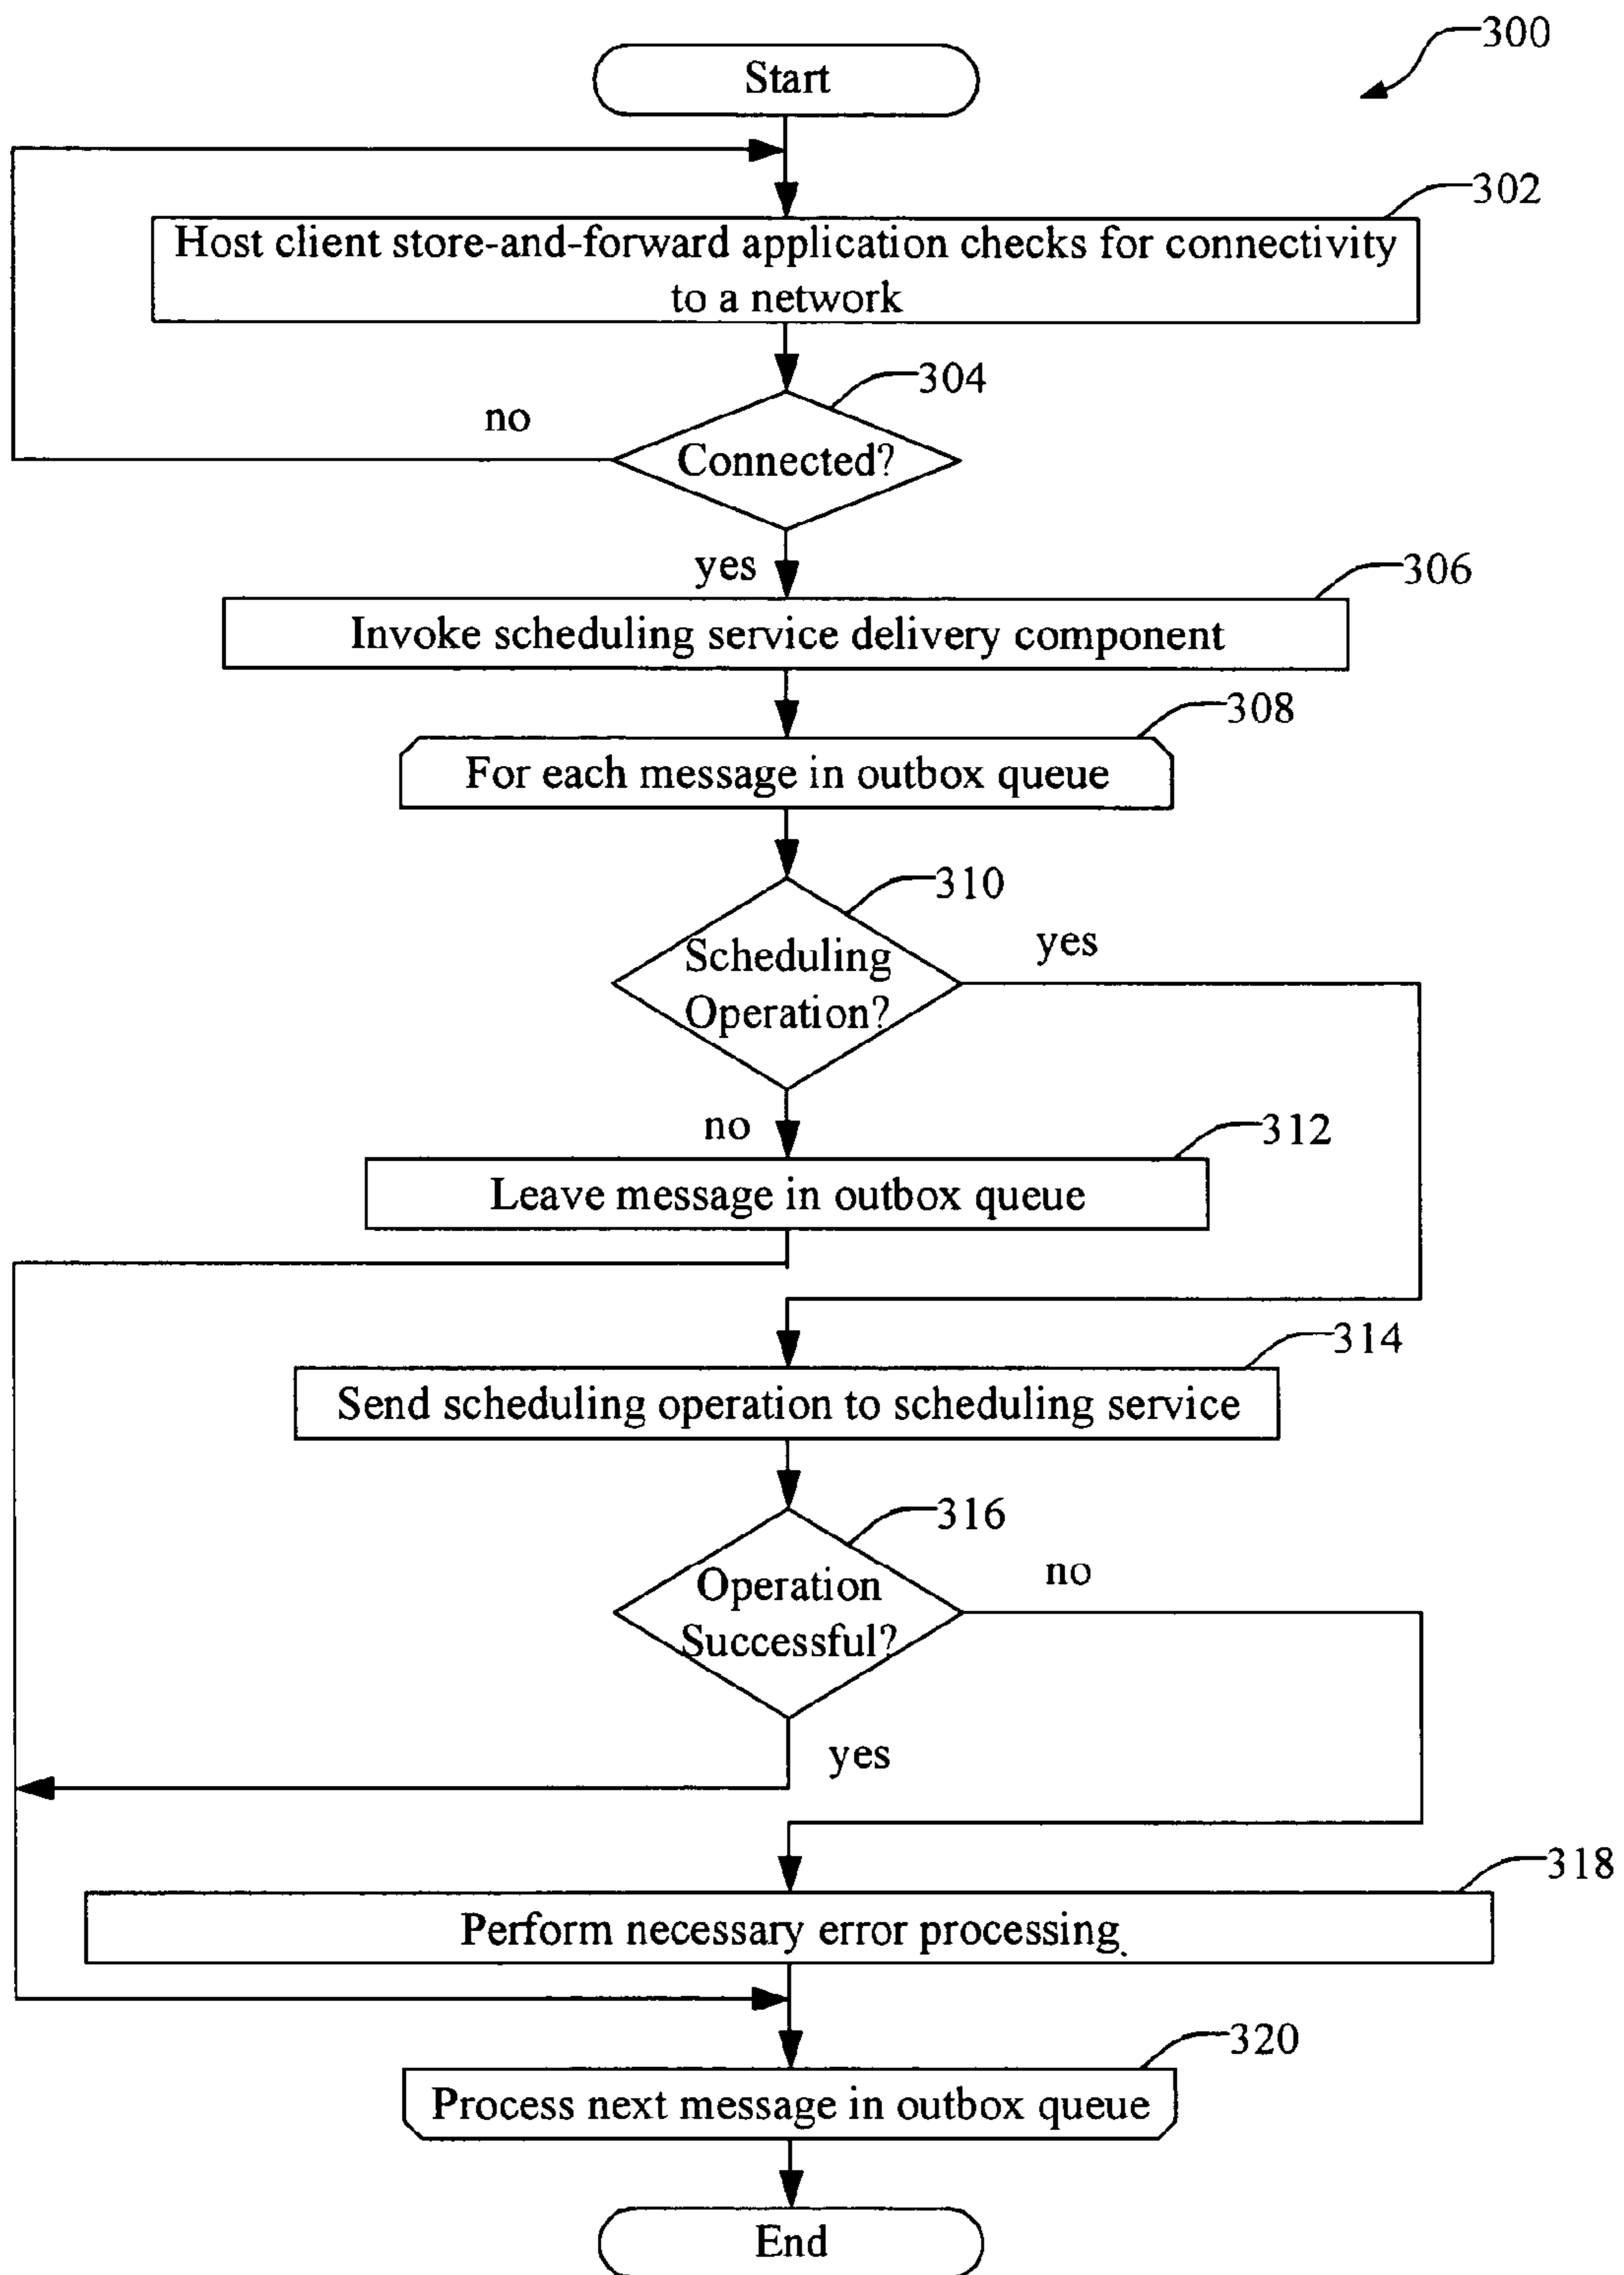 300
Start
302
Host client store-and-forward application checks for connectivity
to a network
304
no
Connected?
yes
306
Invoke scheduling service delivery component
308
For each message in outbox queue
310
yes
Scheduling
Operation?
no
312
Leave message in outbox queue
314
Send scheduling operation to scheduling service
316
no
Operation
Successful?
yes
318
Perform necessary error processing.
320
Process next message in outbox queue
End